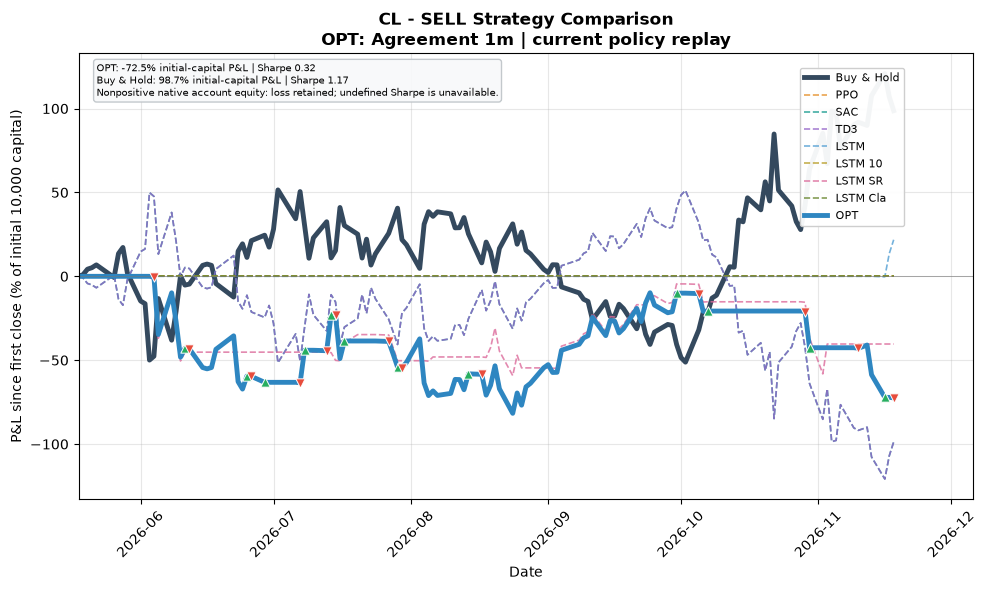 CL - SELL Strategy Comparison
OPT: Agreement 1m | current policy replay
OPT: -72.5% initial-capital P&L | Sharpe 0.32
Buy & Hold: 98.7% initial-capital P&L | Sharpe 1.17
Nonpositive native account equity: loss retained; undefined Sharpe is unavailable.
Buy & Hold
PPO
SAC
TD3
LSTM
LSTM 10
LSTM SR
LSTM Cla
OPT
P&L since first close (% of initial 10,000 capital)
100
50
0
−50
−100
2026-06
2026-07
2026-08
2026-09
2026-10
2026-11
2026-12
Date